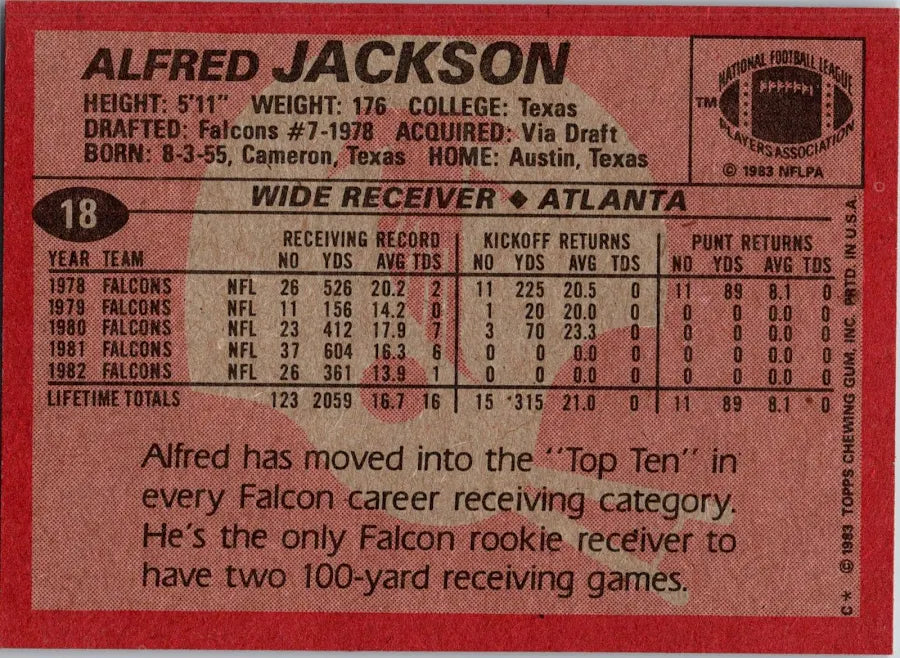 ALFRED JACKSON
HEIGHT: 5'11" WEIGHT: 176 COLLEGE: Texas
DRAFTED: Falcons #7-1978 ACQUIRED: Via Draft
BORN: 8-3-55, Cameron, Texas HOME: Austin, Texas
NATIONAL FOOTBALL LEAGUE
TM
PLAYERS ASSOCIATION
© 1983 NFLPA
18
WIDE RECEIVER ♦ ATLANTA
RECEIVING RECORD KICKOFF RETURNS PUNT RETURNS
YEAR TEAM NO YDS AVG TDS NO YDS AVG TDS NO YDS AVG TDS
1978 FALCONS NFL 26 526 20.2 2 11 225 20.5 0 11 89 8.1 0
1979 FALCONS NFL 11 156 14.2 0 1 20 20.0 0 0 0 0.0 0
1980 FALCONS NFL 23 412 17.9 7 3 70 23.3 0 0 0 0.0 0
1981 FALCONS NFL 37 604 16.3 6 0 0 0.0 0 0 0 0.0 0
1982 FALCONS NFL 26 361 13.9 1 0 0 0.0 0 0 0 0.0 0
LIFETIME TOTALS 123 2059 16.7 16 15 315 21.0 0 11 89 8.1 0
Alfred has moved into the "Top Ten" in
every Falcon career receiving category.
He's the only Falcon rookie receiver to
have two 100-yard receiving games.
C* © 1983 TOPPS CHEWING GUM, INC. PRTD. IN U.S.A.